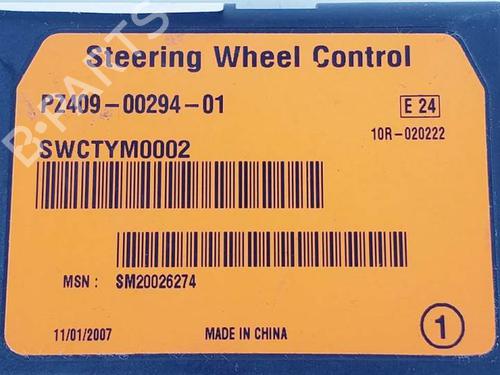 Steering Wheel Control
PZ409-00294-01
E 24
10R-020222
SWCTYM0002
MSN : SM20026274
11/01/2007
MADE IN CHINA
1
B-PARTS